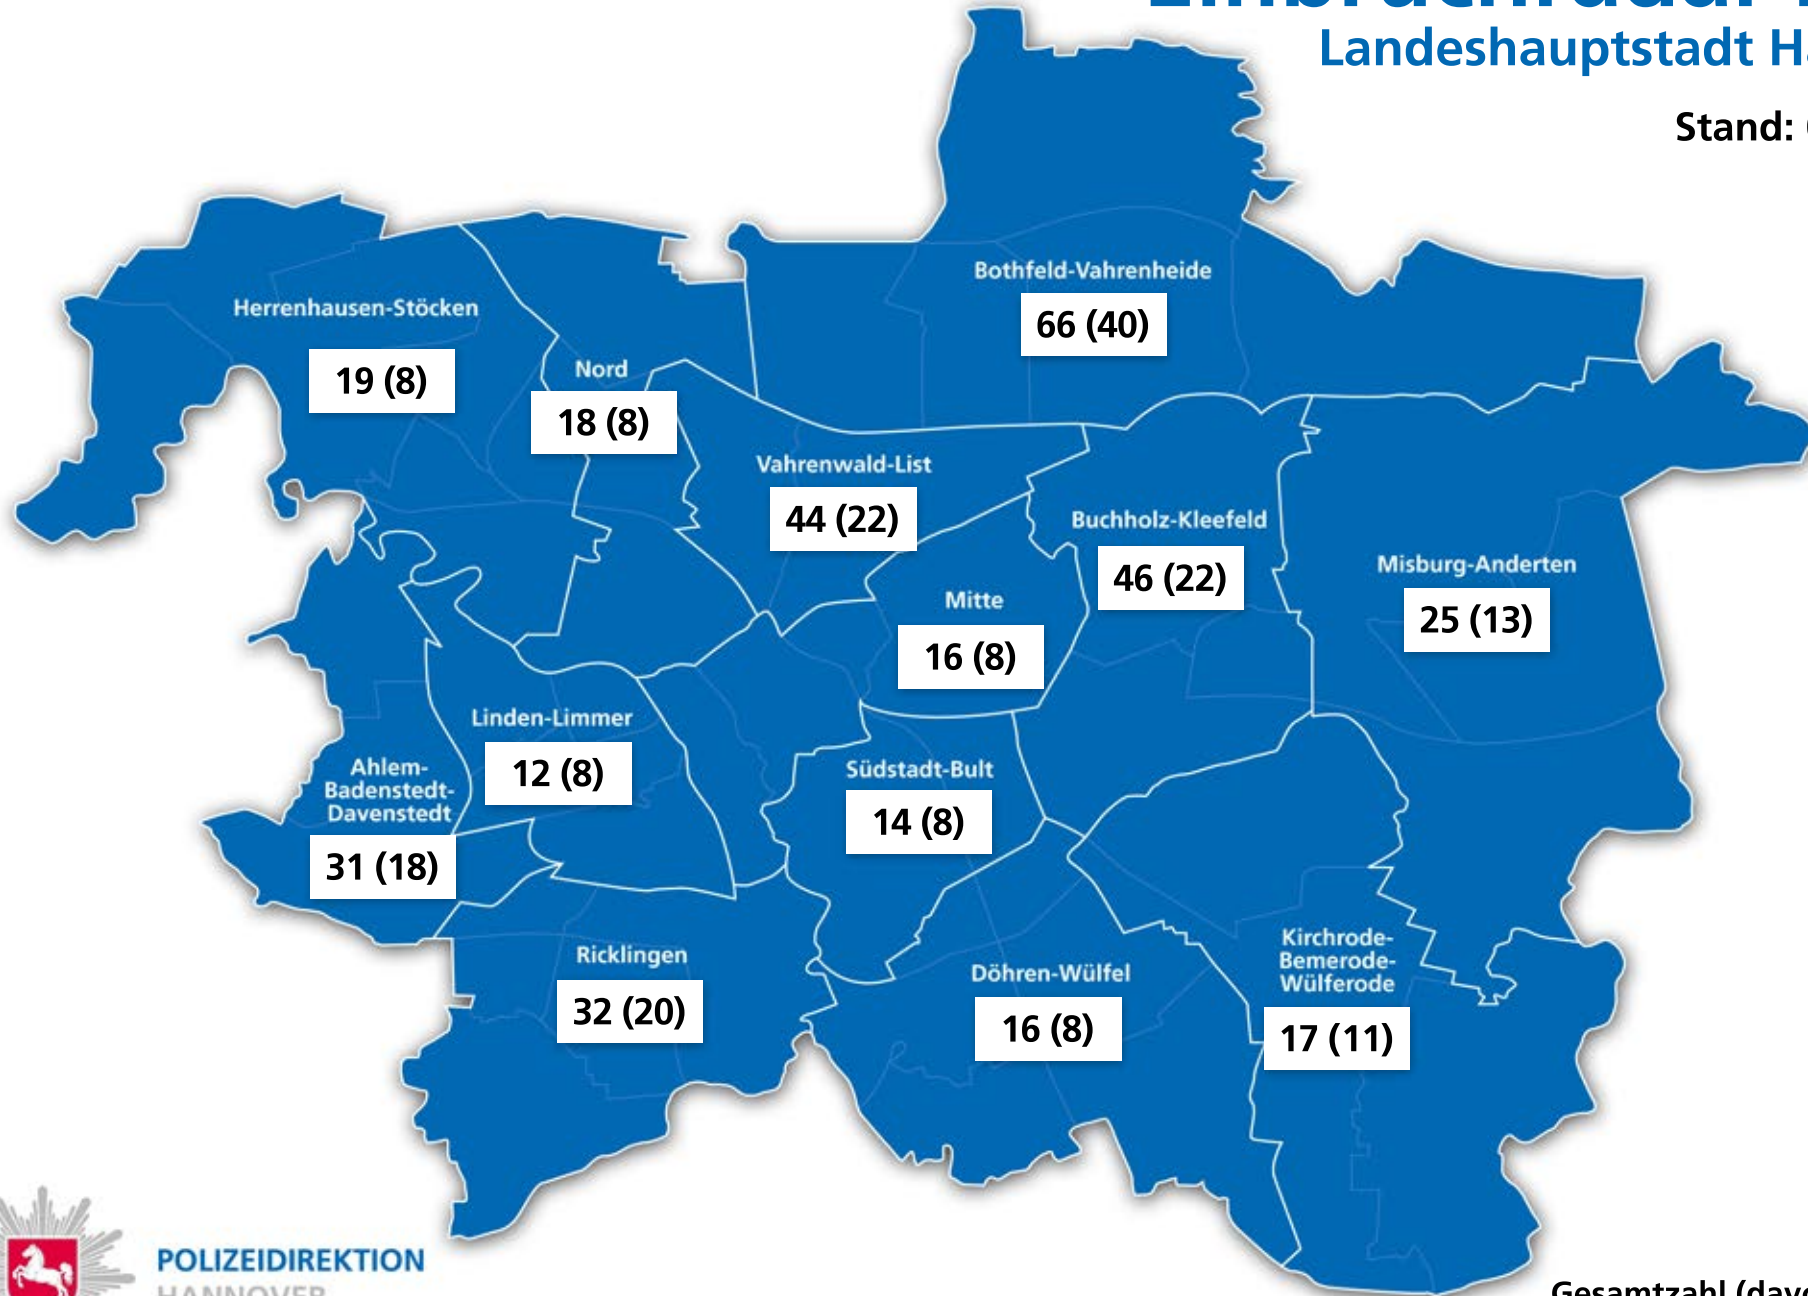 Landeshauptstadt
Stand:
Bothfeld-Vahrenheide
66 (40)
Herrenhausen-Stöcken
19 (8)
Nord
18 (8)
Vahrenwald-List
44 (22)
Buchholz-Kleefeld
46 (22)
Misburg-Anderten
25 (13)
Mitte
16 (8)
Linden-Limmer
12 (8)
Ahlem-
Badenstedt-
Davenstedt
31 (18)
Südstadt-Bult
14 (8)
Ricklingen
32 (20)
Döhren-Wülfel
16 (8)
Kirchrode-
Bemerode-
Wülferode
17 (11)
POLIZEIDIREKTION
HANNOVER
Gesamtzahl